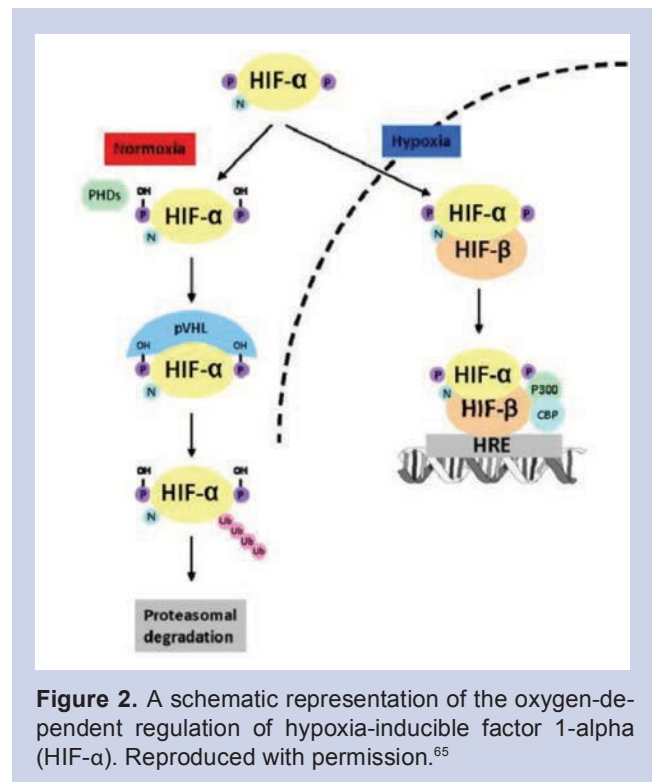 P HIF-α P
N
Normoxia
Hypoxia
PHDs
OH OH
P HIF-α P
N
P HIF-α P
N
HIF-β
pVHL
OH OH
P HIF-α P
N
P HIF-α P
N
HIF-β
P300
CBP
HRE
OH OH
P HIF-α P
N
Ub
Ub
Ub
Ub
Proteasomal
degradation
Figure 2. A schematic representation of the oxygen-de-
pendent regulation of hypoxia-inducible factor 1-alpha
(HIF-α). Reproduced with permission.⁶⁵